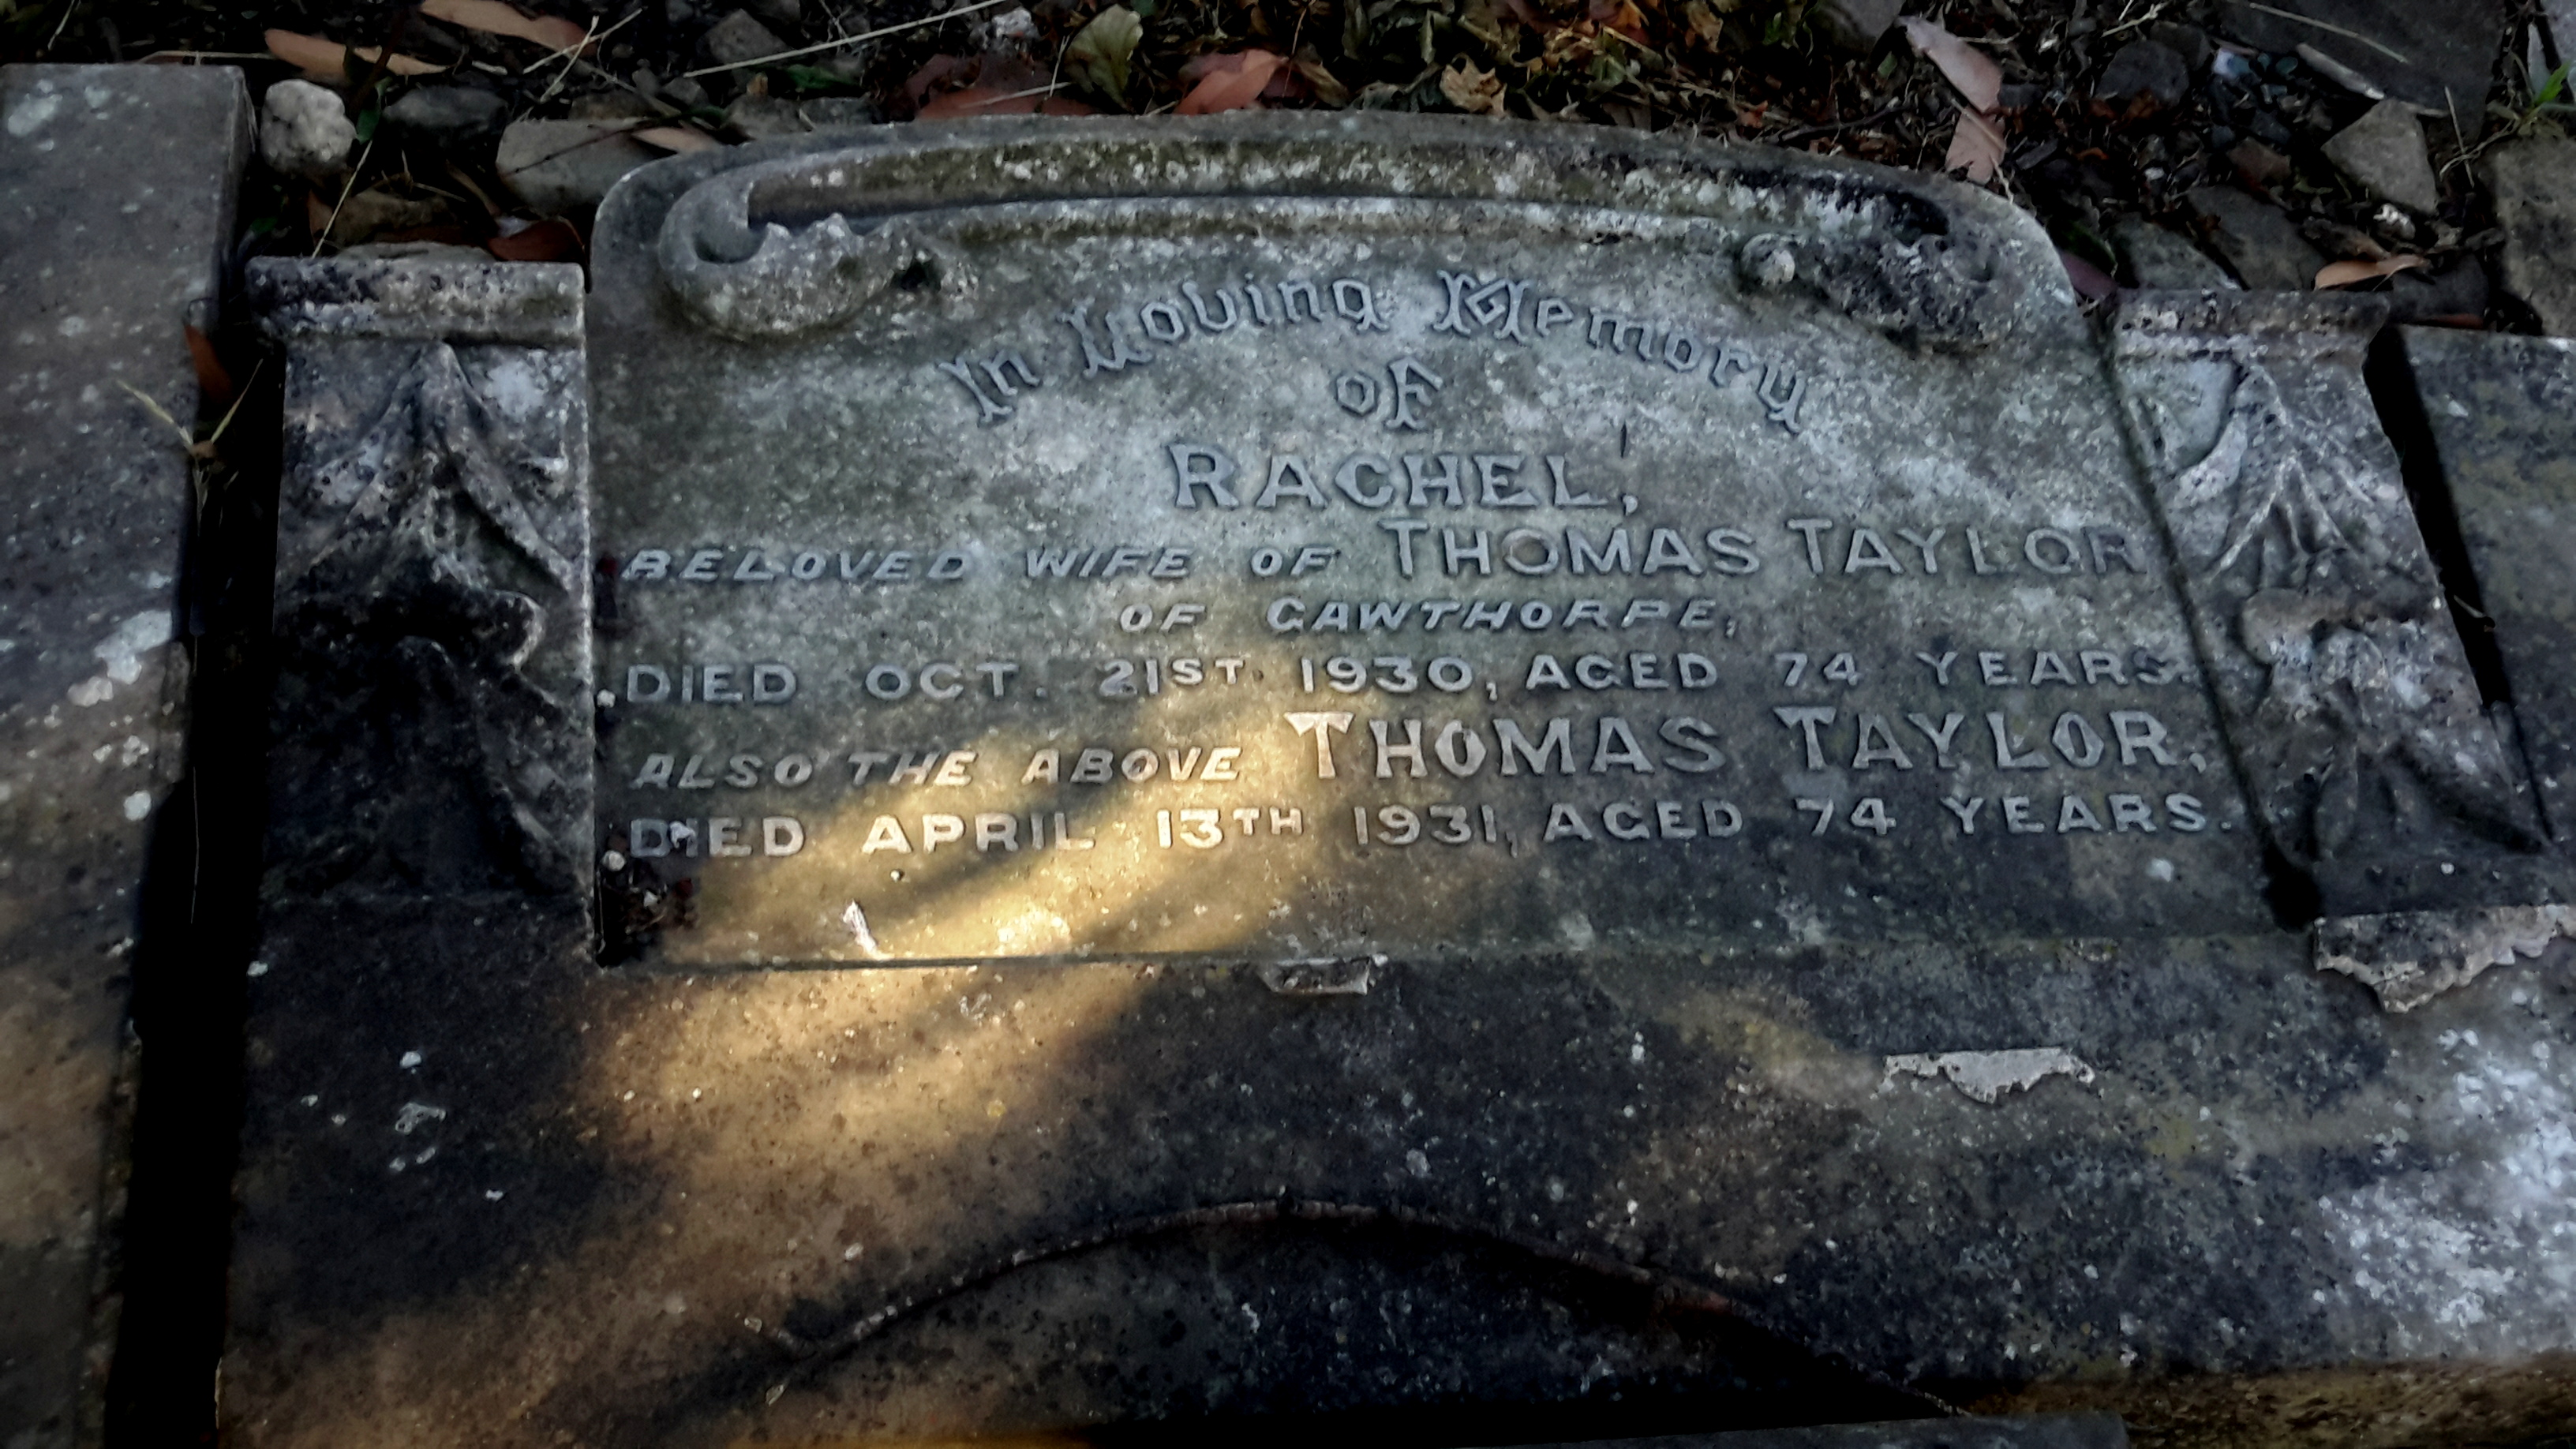 In Loving Memory
OF
RACHEL,
BELOVED WIFE OF THOMAS TAYLOR
OF GAWTHORPE,
DIED OCT. 21ST 1930, AGED 74 YEARS.
ALSO THE ABOVE THOMAS TAYLOR,
DIED APRIL 13TH 1931, AGED 74 YEARS.